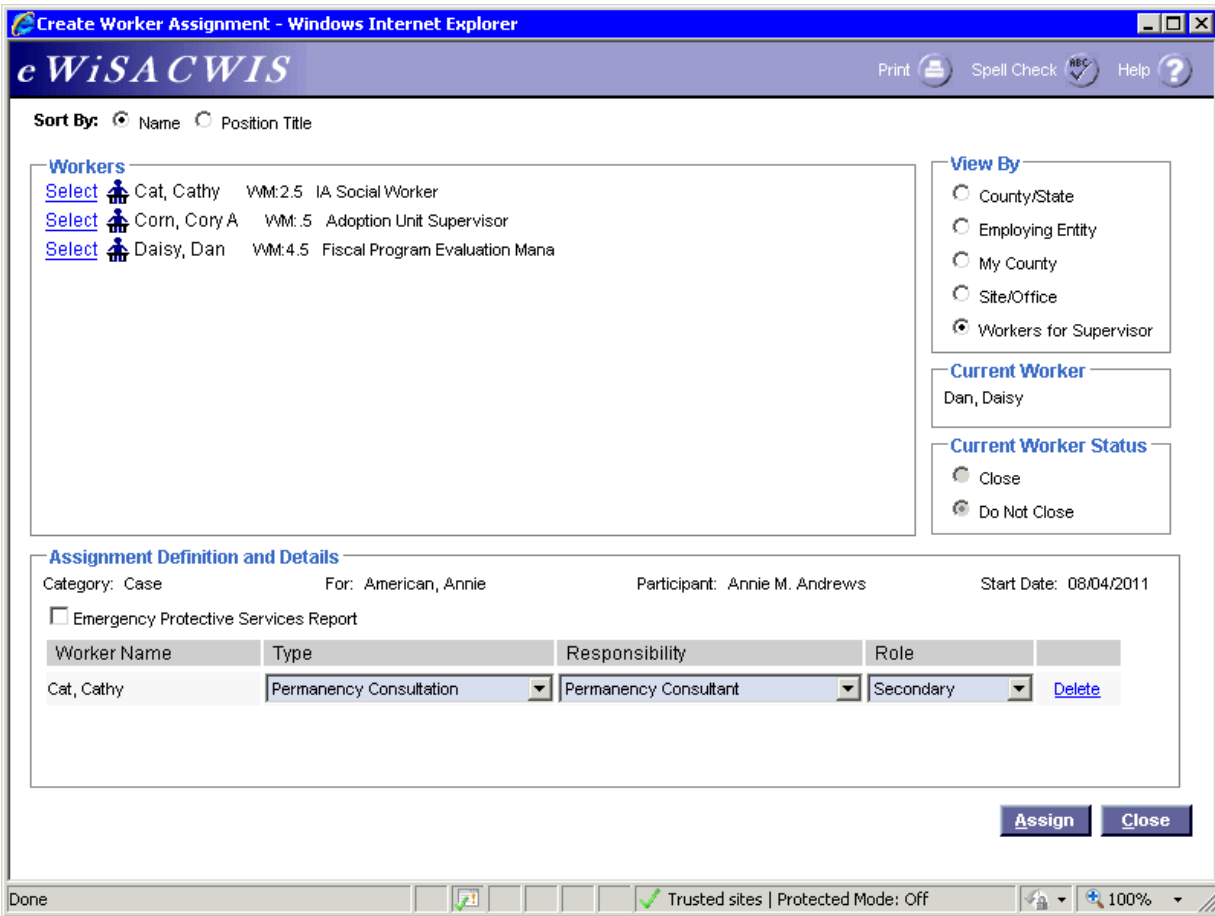 Create Worker Assignment - Windows Internet Explorer
eWiSACWIS
Print Spell Check ABC Help ?
Sort By: Name Position Title
Workers
Select Cat, Cathy WM:2.5 IA Social Worker
Select Corn, Cory A WM:.5 Adoption Unit Supervisor
Select Daisy, Dan WM:4.5 Fiscal Program Evaluation Mana
View By
County/State
Employing Entity
My County
Site/Office
Workers for Supervisor
Current Worker
Dan, Daisy
Current Worker Status
Close
Do Not Close
Assignment Definition and Details
Category: Case For: American, Annie Participant: Annie M. Andrews Start Date: 08/04/2011
Emergency Protective Services Report
Worker Name Type Responsibility Role
Cat, Cathy Permanency Consultation Permanency Consultant Secondary Delete
Assign Close
Done Trusted sites | Protected Mode: Off 100%